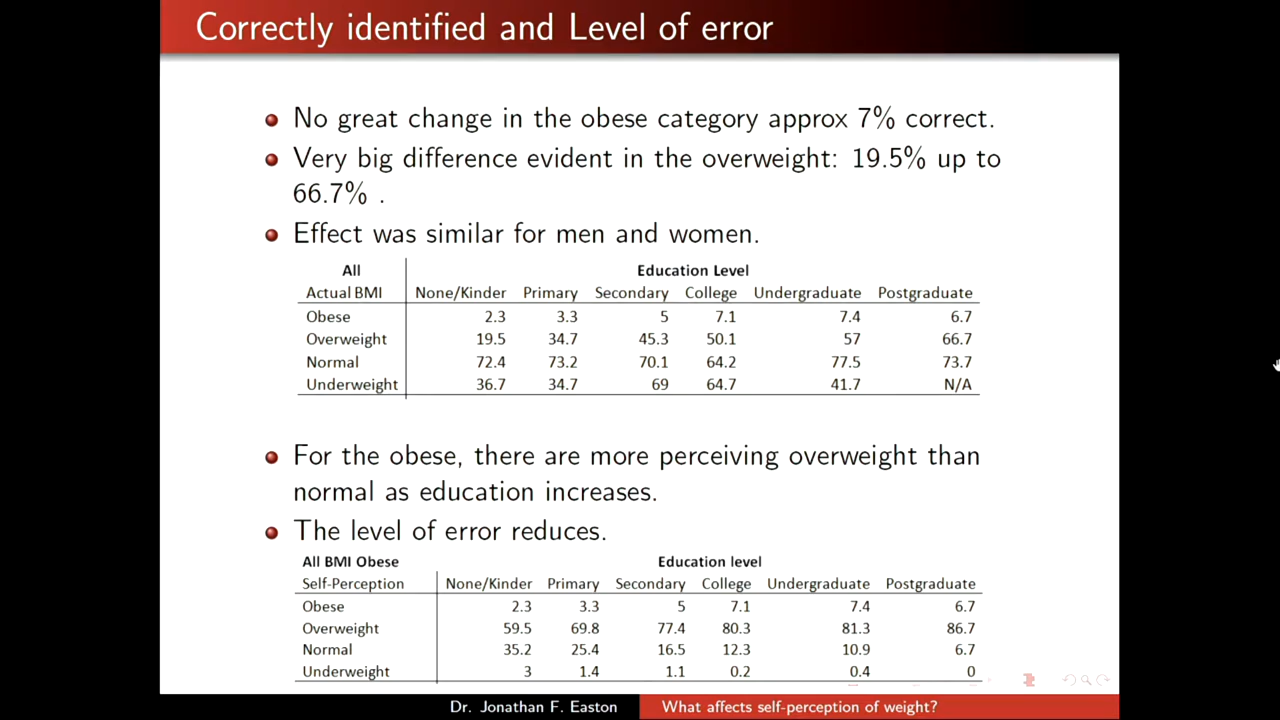 Correctly identified and Level of error
No great change in the obese category approx 7% correct.
Very big difference evident in the overweight: 19.5% up to
66.7% .
Effect was similar for men and women.
All Education Level
Actual BMI None/Kinder Primary Secondary College Undergraduate Postgraduate
Obese 2.3 3.3 5 7.1 7.4 6.7
Overweight 19.5 34.7 45.3 50.1 57 66.7
Normal 72.4 73.2 70.1 64.2 77.5 73.7
Underweight 36.7 34.7 69 64.7 41.7 N/A
For the obese, there are more perceiving overweight than
normal as education increases.
The level of error reduces.
All BMI Obese Education level
Self-Perception None/Kinder Primary Secondary College Undergraduate Postgraduate
Obese 2.3 3.3 5 7.1 7.4 6.7
Overweight 59.5 69.8 77.4 80.3 81.3 86.7
Normal 35.2 25.4 16.5 12.3 10.9 6.7
Underweight 3 1.4 1.1 0.2 0.4 0
Dr. Jonathan F. Easton What affects self-perception of weight?